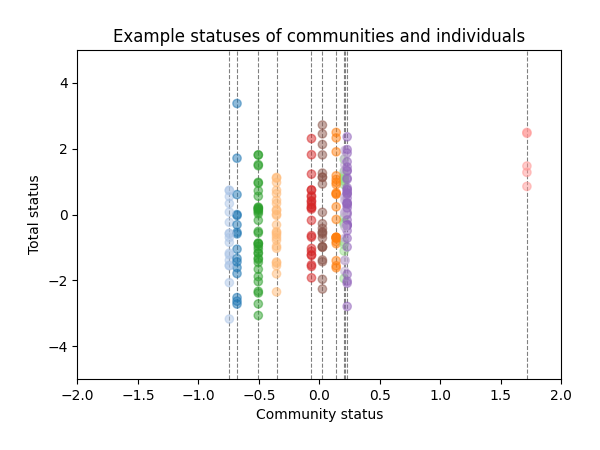 Example statuses of communities and individuals
4
2
0
−2
−4
Total status
−2.0 −1.5 −1.0 −0.5 0.0 0.5 1.0 1.5 2.0
Community status